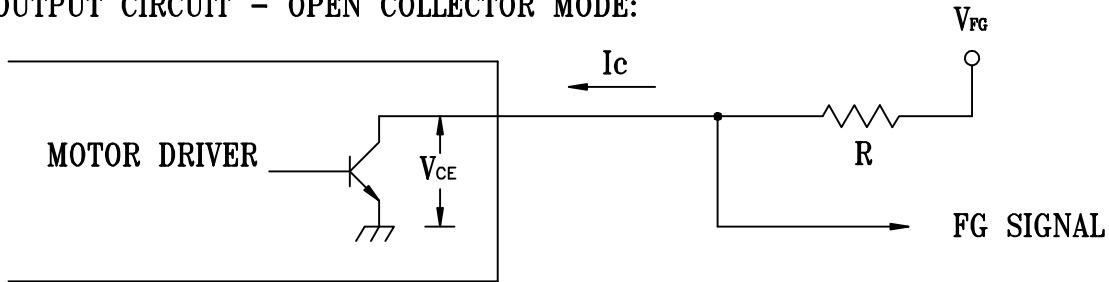 OUTPUT CIRCUIT – OPEN COLLECTOR MODE:
VFG
Ic
MOTOR DRIVER
VCE
R
FG SIGNAL